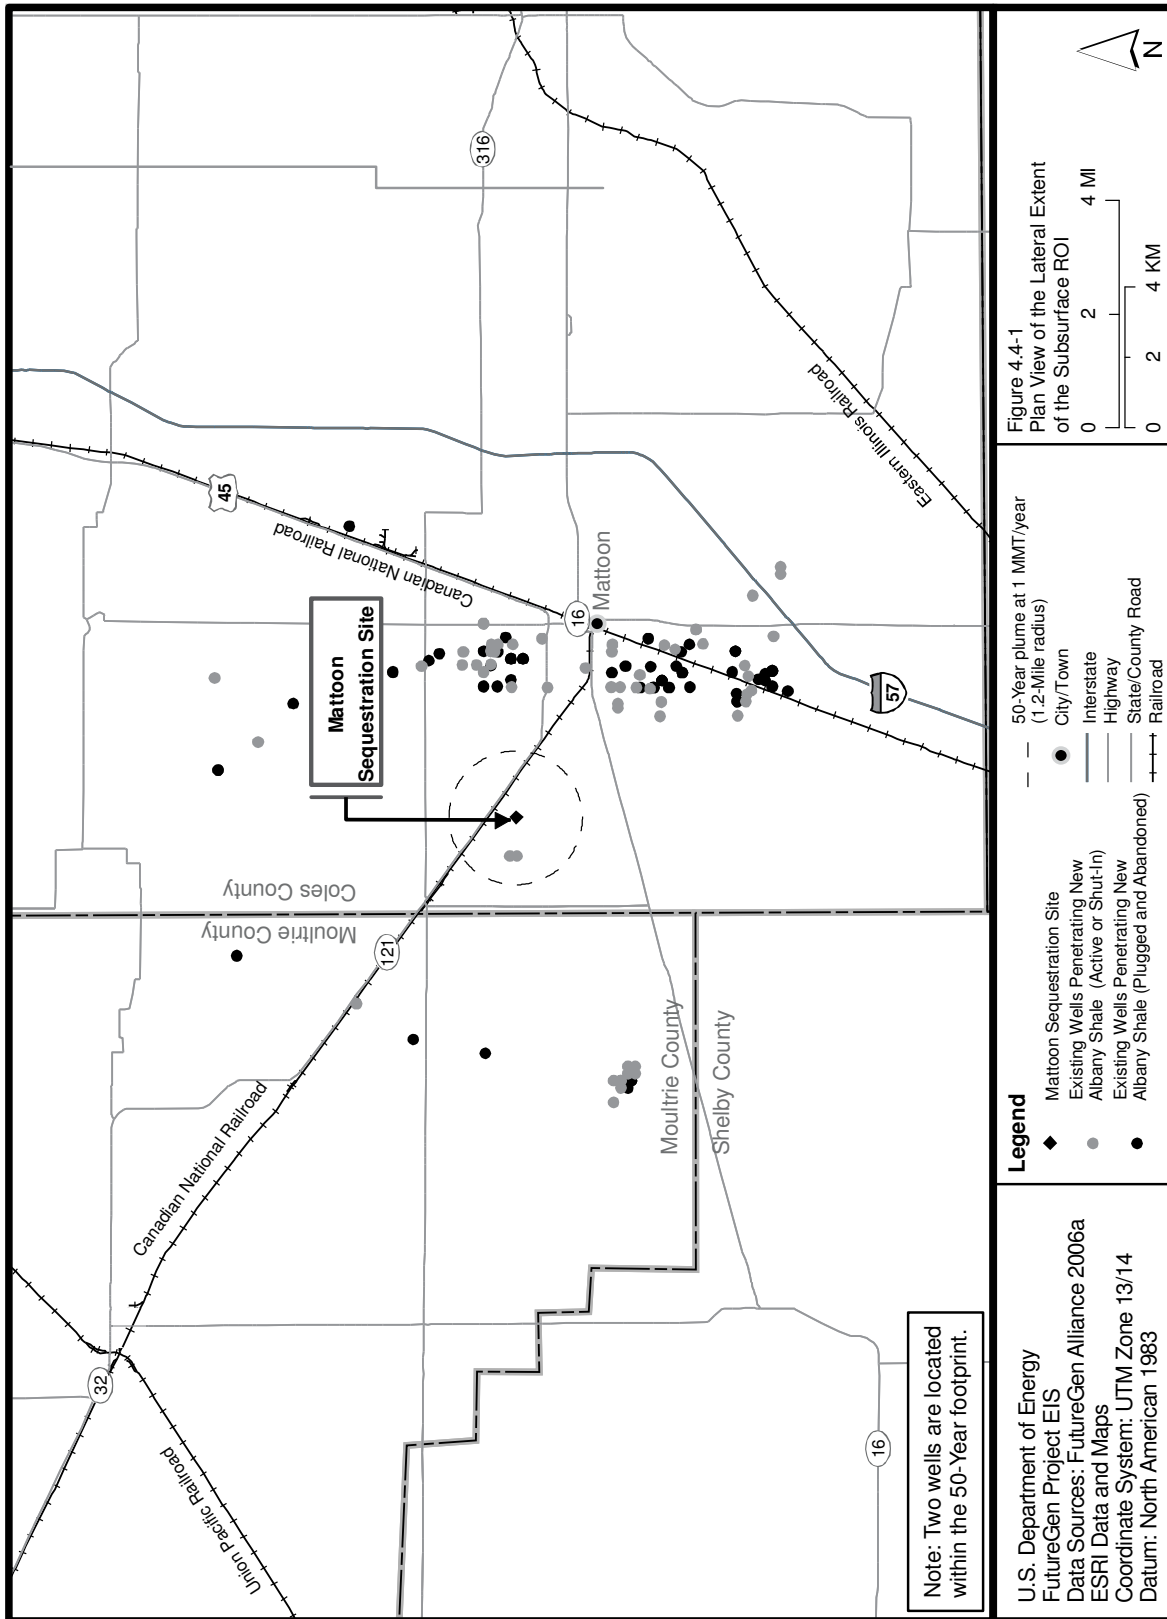 Mattoon
Sequestration Site
Canadian National Railroad
45
316
16
Mattoon
57
Eastern Illinois Railroad
Coles County
Moultrie County
121
Canadian National Railroad
32
Union Pacific Railroad
Moultrie County
Shelby County
16
Note: Two wells are located
within the 50-Year footprint.
U.S. Department of Energy
FutureGen Project EIS
Data Sources: FutureGen Alliance 2006a
ESRI Data and Maps
Coordinate System: UTM Zone 13/14
Datum: North American 1983
Legend
Mattoon Sequestration Site
Existing Wells Penetrating New
Albany Shale (Active or Shut-In)
Existing Wells Penetrating New
Albany Shale (Plugged and Abandoned)
50-Year plume at 1 MMT/year
(1.2-Mile radius)
City/Town
Interstate
Highway
State/County Road
Railroad
Figure 4.4-1
Plan View of the Lateral Extent
of the Subsurface ROI
0 2 4 MI
0 2 4 KM
N